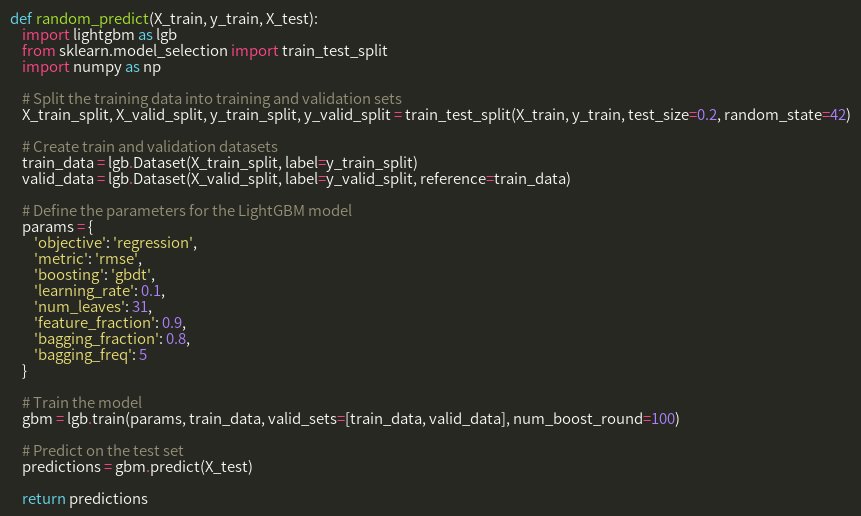 def random_predict(X_train, y_train, X_test):
    import lightgbm as lgb
    from sklearn.model_selection import train_test_split
    import numpy as np

    # Split the training data into training and validation sets
    X_train_split, X_valid_split, y_train_split, y_valid_split = train_test_split(X_train, y_train, test_size=0.2, random_state=42)

    # Create train and validation datasets
    train_data = lgb.Dataset(X_train_split, label=y_train_split)
    valid_data = lgb.Dataset(X_valid_split, label=y_valid_split, reference=train_data)

    # Define the parameters for the LightGBM model
    params = {
        'objective': 'regression',
        'metric': 'rmse',
        'boosting': 'gbdt',
        'learning_rate': 0.1,
        'num_leaves': 31,
        'feature_fraction': 0.9,
        'bagging_fraction': 0.8,
        'bagging_freq': 5
    }

    # Train the model
    gbm = lgb.train(params, train_data, valid_sets=[train_data, valid_data], num_boost_round=100)

    # Predict on the test set
    predictions = gbm.predict(X_test)

    return predictions